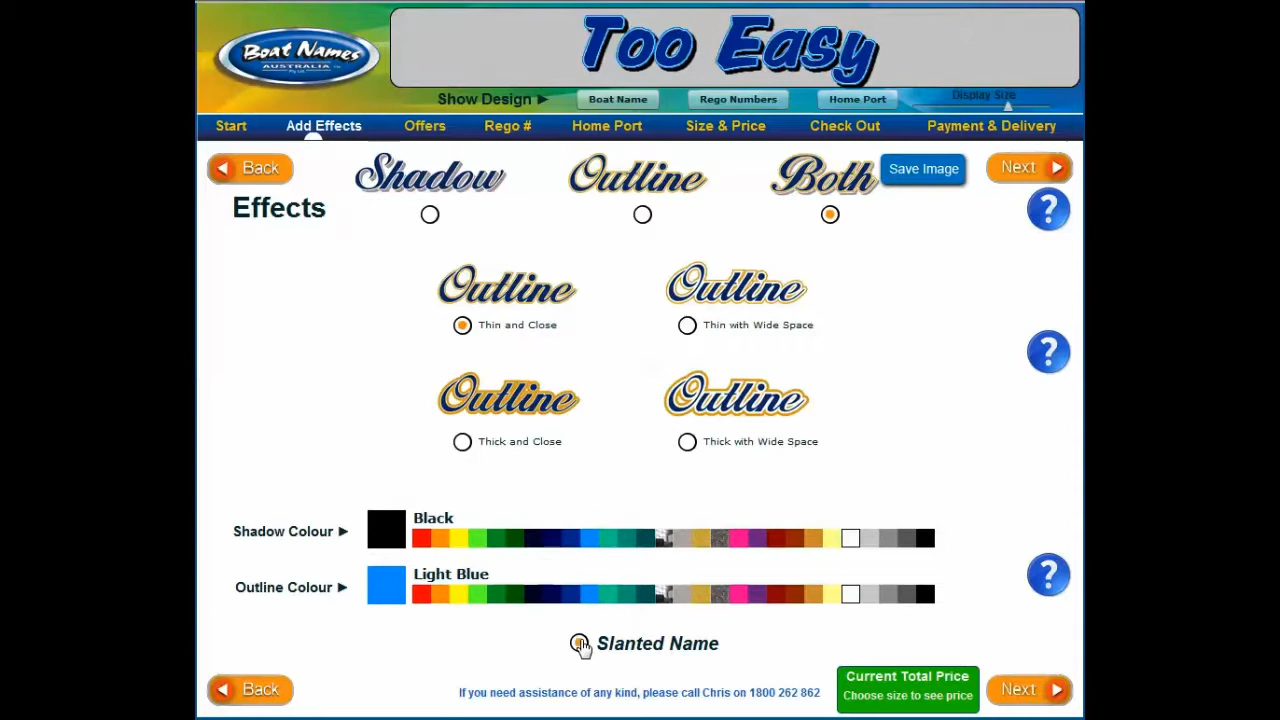 Too Easy
Boat Names
AUSTRALIA
Show Design
Boat Name
Rego Numbers
Home Port
Display Size
Start
Add Effects
Offers
Rego #
Home Port
Size & Price
Check Out
Payment & Delivery
Back
Shadow
Outline
Both
Save Image
Next
Effects
?
Outline
Outline
Thin and Close
Thin with Wide Space
?
Outline
Outline
Thick and Close
Thick with Wide Space
Black
Shadow Colour
Light Blue
Outline Colour
?
Slanted Name
Back
If you need assistance of any kind, please call Chris on 1800 262 862
Current Total Price
Choose size to see price
Next